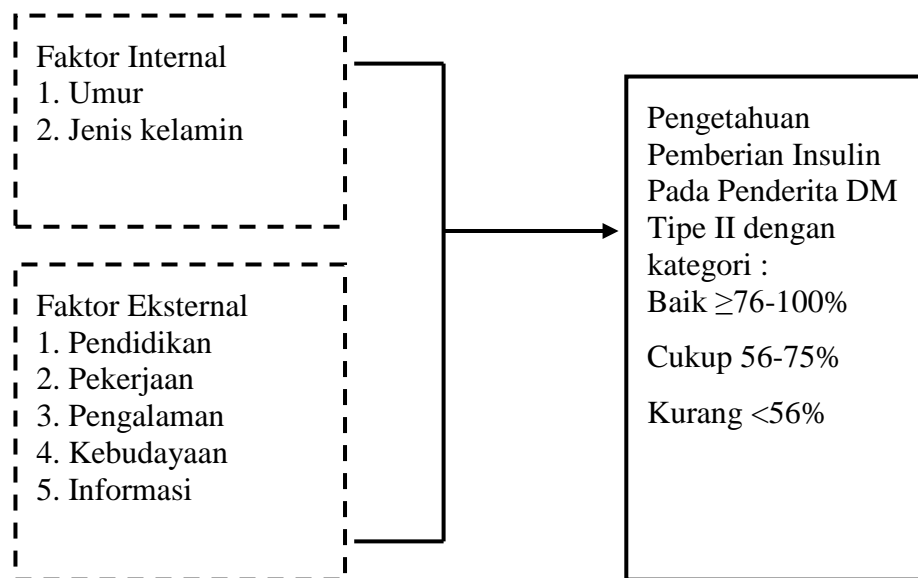 Faktor Internal
1. Umur
2. Jenis kelamin
Faktor Eksternal
1. Pendidikan
2. Pekerjaan
3. Pengalaman
4. Kebudayaan
5. Informasi
Pengetahuan
Pemberian Insulin
Pada Penderita DM
Tipe II dengan
kategori :
Baik ≥76-100%
Cukup 56-75%
Kurang <56%